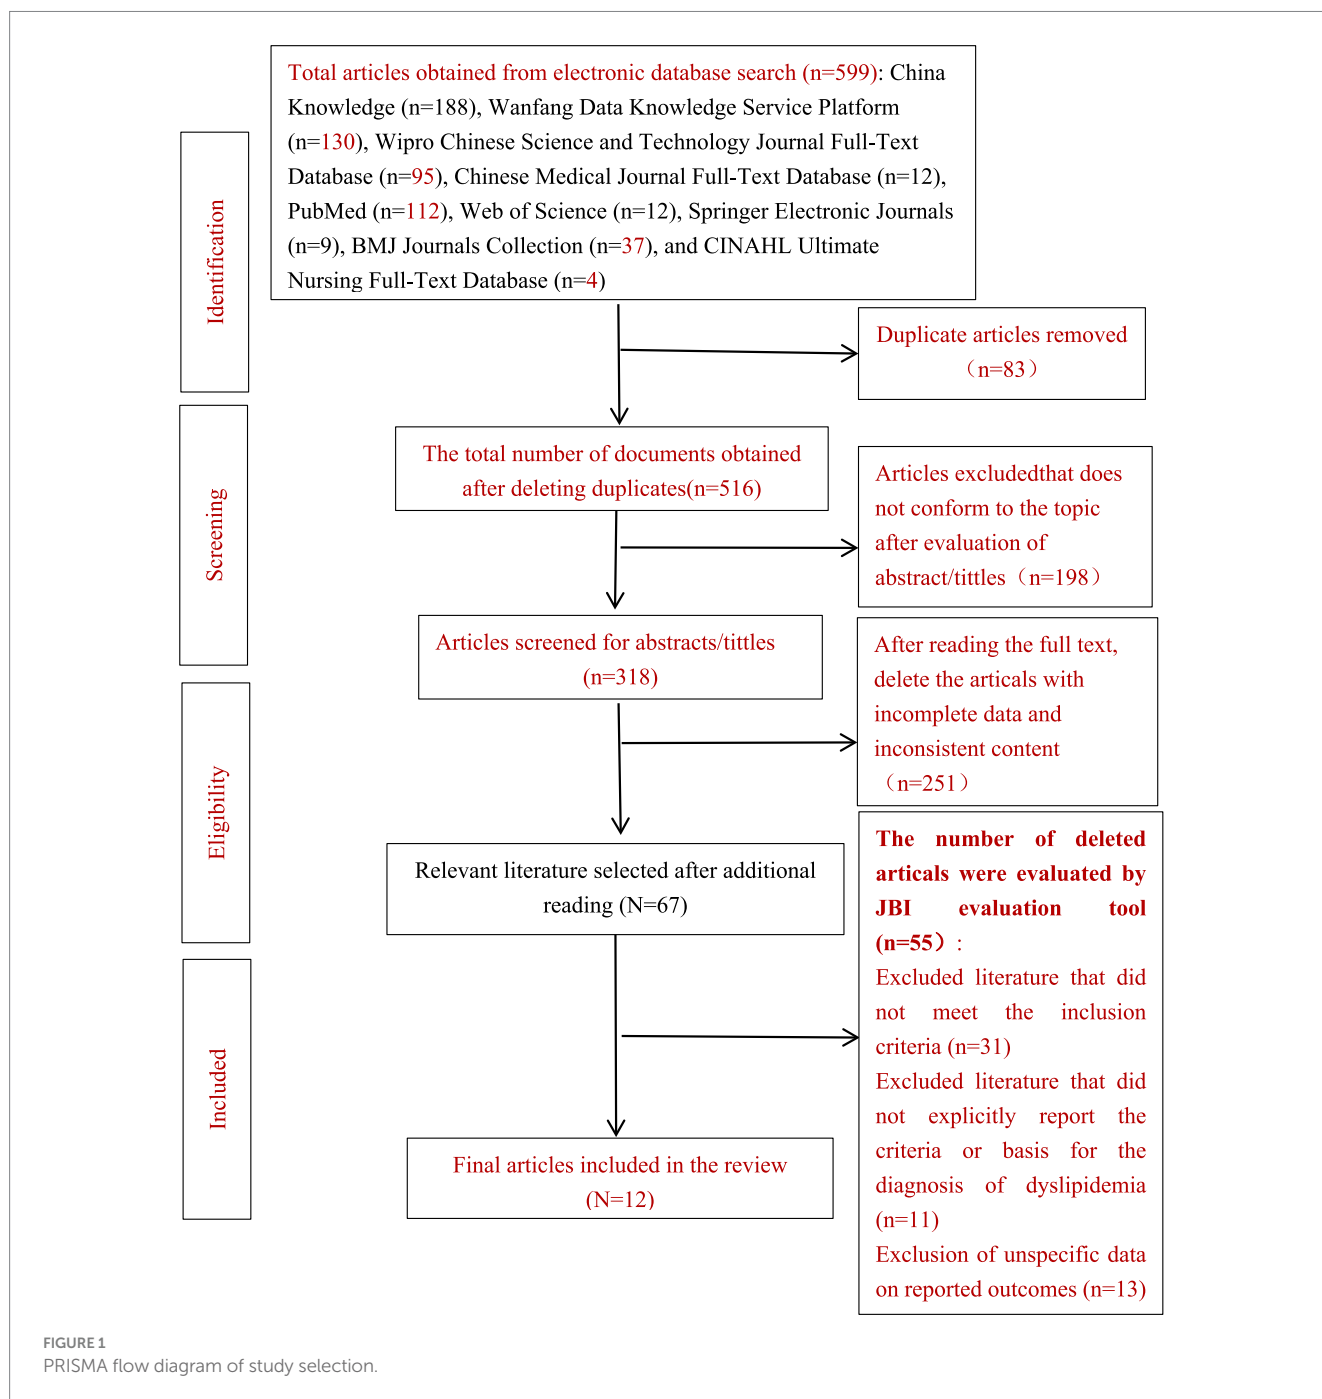 Total articles obtained from electronic database search (n=599): China
Knowledge (n=188), Wanfang Data Knowledge Service Platform
(n=130), Wipro Chinese Science and Technology Journal Full-Text
Database (n=95), Chinese Medical Journal Full-Text Database (n=12),
PubMed (n=112), Web of Science (n=12), Springer Electronic Journals
(n=9), BMJ Journals Collection (n=37), and CINAHL Ultimate
Nursing Full-Text Database (n=4)
Identification
Duplicate articles removed
（n=83）
The total number of documents obtained
after deleting duplicates(n=516)
Screening
Articles excludedthat does
not conform to the topic
after evaluation of
abstract/tittles（n=198）
Articles screened for abstracts/tittles
(n=318)
After reading the full text,
delete the articals with
incomplete data and
inconsistent content
（n=251）
Eligibility
Relevant literature selected after additional
reading (N=67)
The number of deleted
articals were evaluated by
JBI evaluation tool
(n=55）:
Excluded literature that did
not meet the inclusion
criteria (n=31)
Excluded literature that did
not explicitly report the
criteria or basis for the
diagnosis of dyslipidemia
(n=11)
Exclusion of unspecific data
on reported outcomes (n=13)
Included
Final articles included in the review
(N=12)
FIGURE 1
PRISMA flow diagram of study selection.